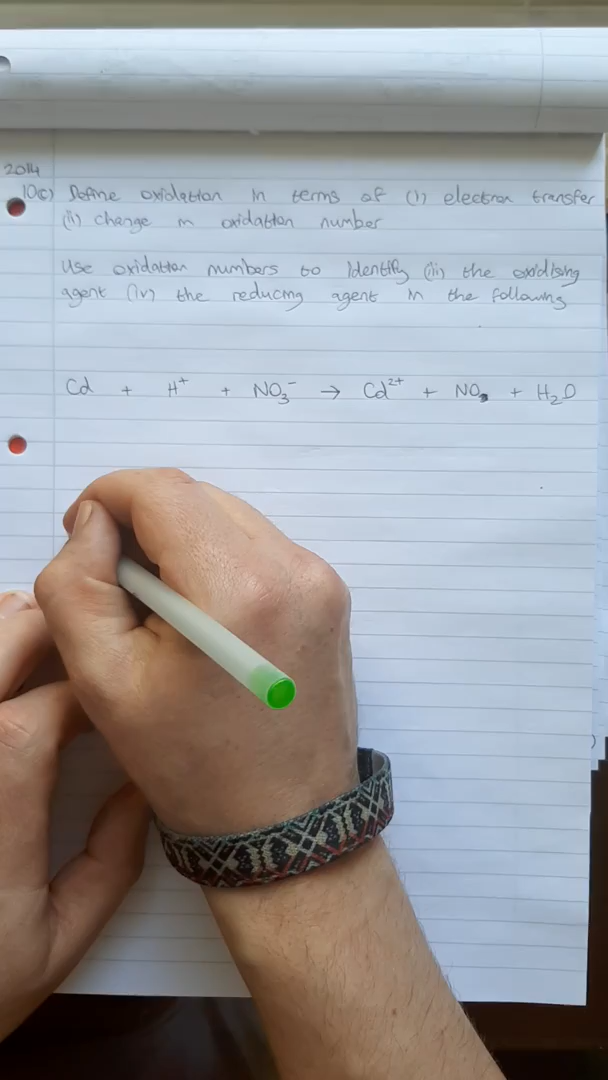 2014
10(c) Define oxidation in terms of (i) electron transfer
(ii) change in oxidation number
Use oxidation numbers to identify (iii) the oxidising
agent (iv) the reducing agent in the following
Cd + H⁺ + NO₃⁻ → Cd²⁺ + NO + H₂O